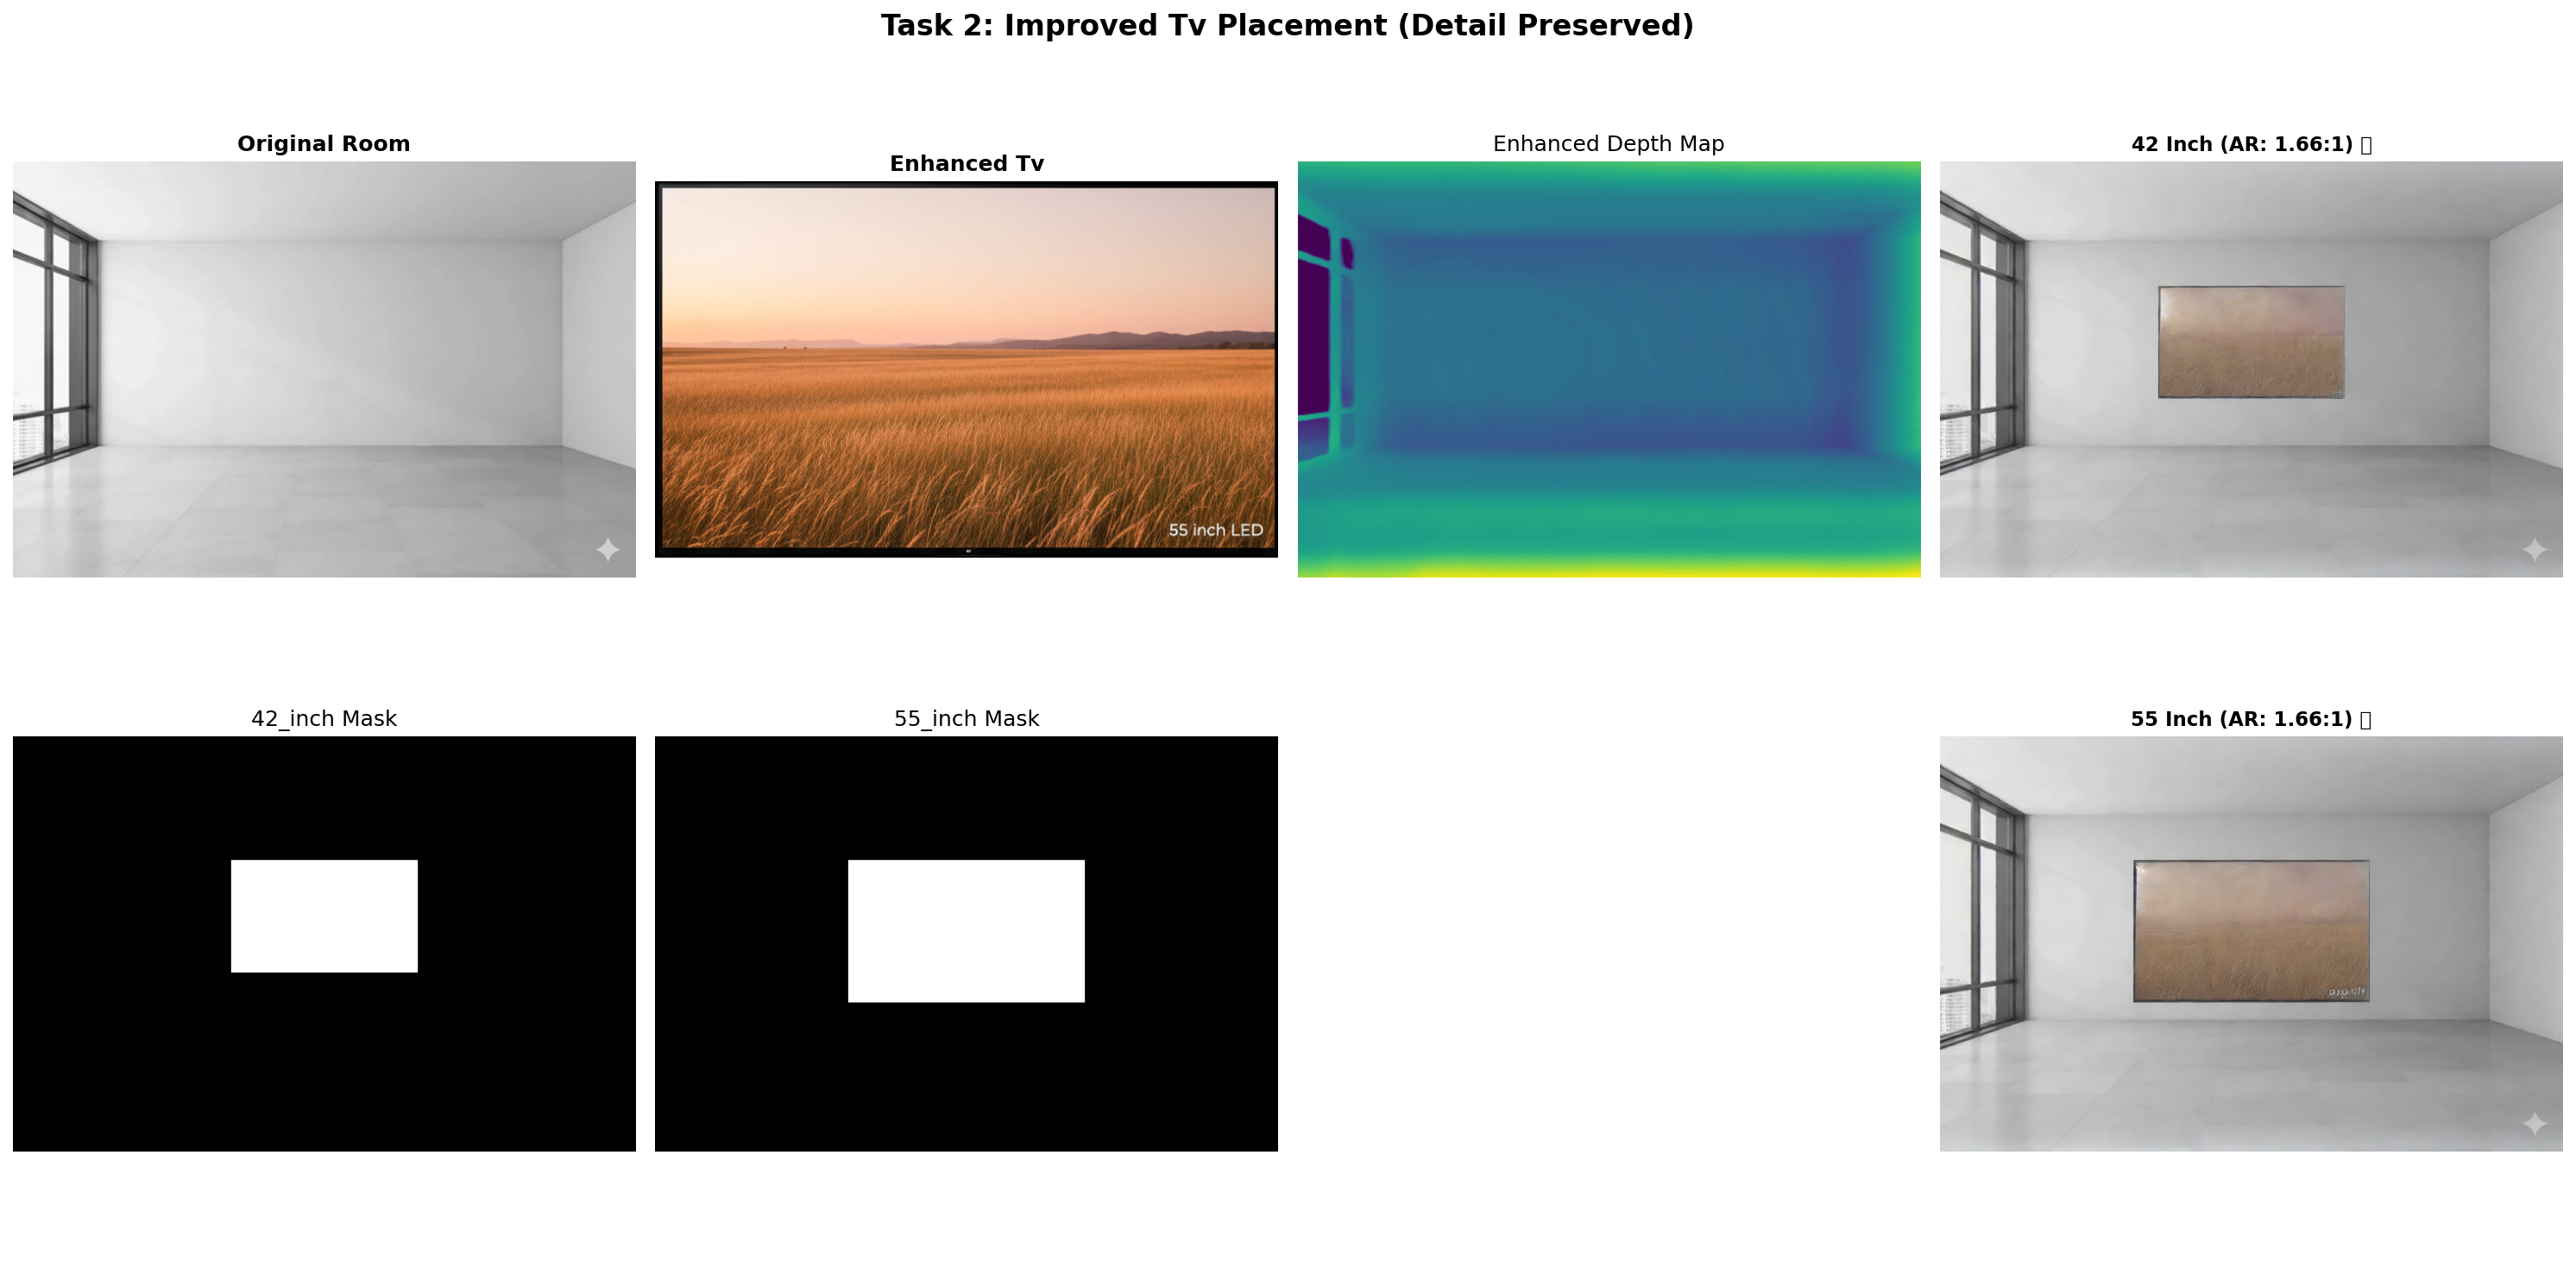 Task 2: Improved Tv Placement (Detail Preserved)
Original Room
Enhanced Tv
Enhanced Depth Map
42 Inch (AR: 1.66:1)
55 inch LED
42_inch Mask
55_inch Mask
55 Inch (AR: 1.66:1)